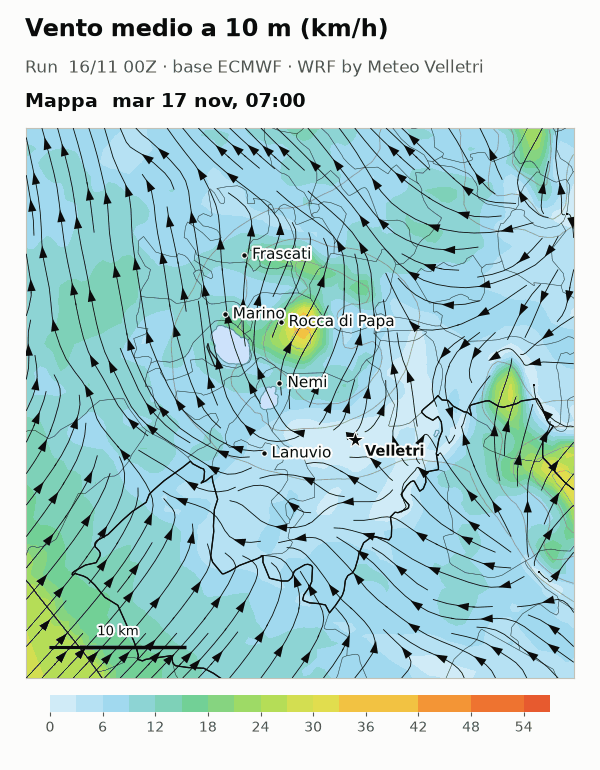 Vento medio a 10 m (km/h)
Run  16/11 00Z · base ECMWF · WRF by Meteo Velletri
Mappa  mar 17 nov, 07:00
Frascati
Marino
Rocca di Papa
Nemi
Velletri
Lanuvio
10 km
0 6 12 18 24 30 36 42 48 54